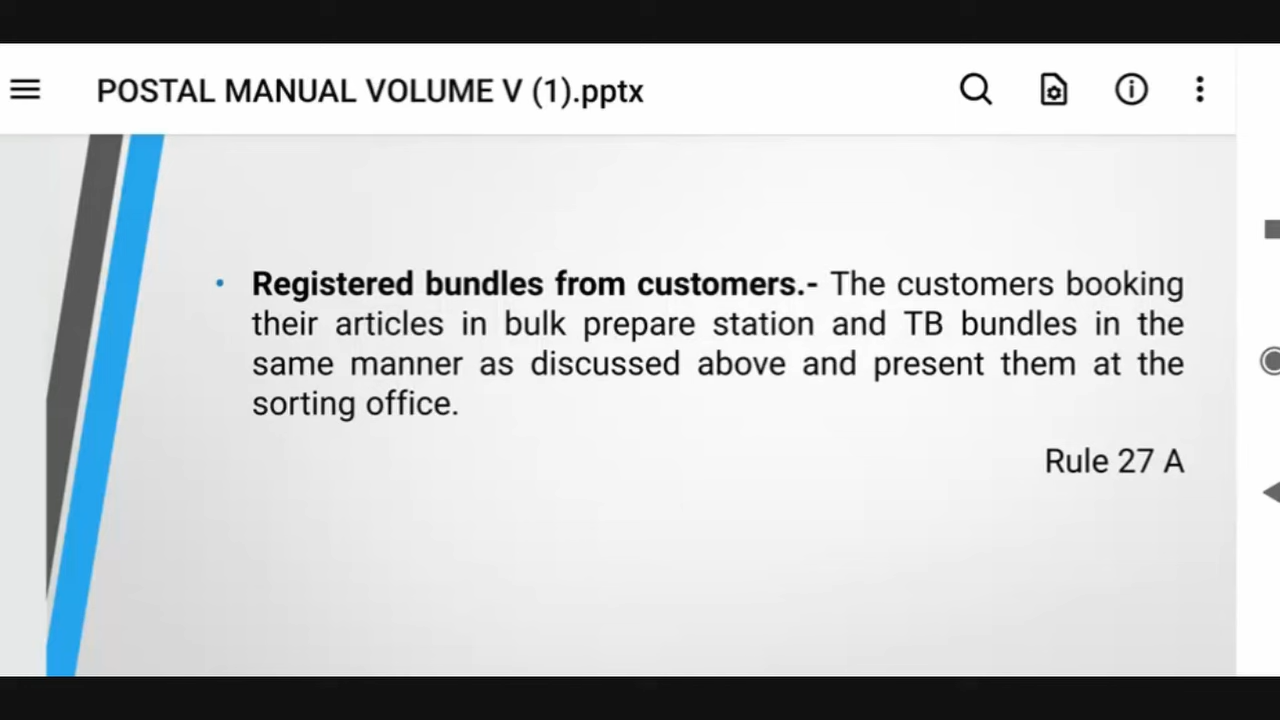 POSTAL MANUAL VOLUME V (1).pptx
• Registered bundles from customers.- The customers booking
their articles in bulk prepare station and TB bundles in the
same manner as discussed above and present them at the
sorting office.
Rule 27 A